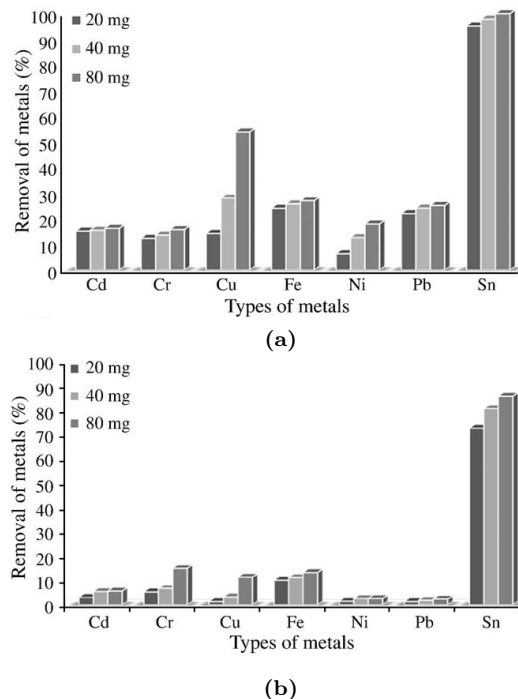 100
90
80
70
60
50
40
30
20
10
0
Removal of metals (%)
20 mg
40 mg
80 mg
Cd Cr Cu Fe Ni Pb Sn
Types of metals
(a)
100
90
80
70
60
50
40
30
20
10
0
Removal of metals (%)
20 mg
40 mg
80 mg
Cd Cr Cu Fe Ni Pb Sn
Types of metals
(b)